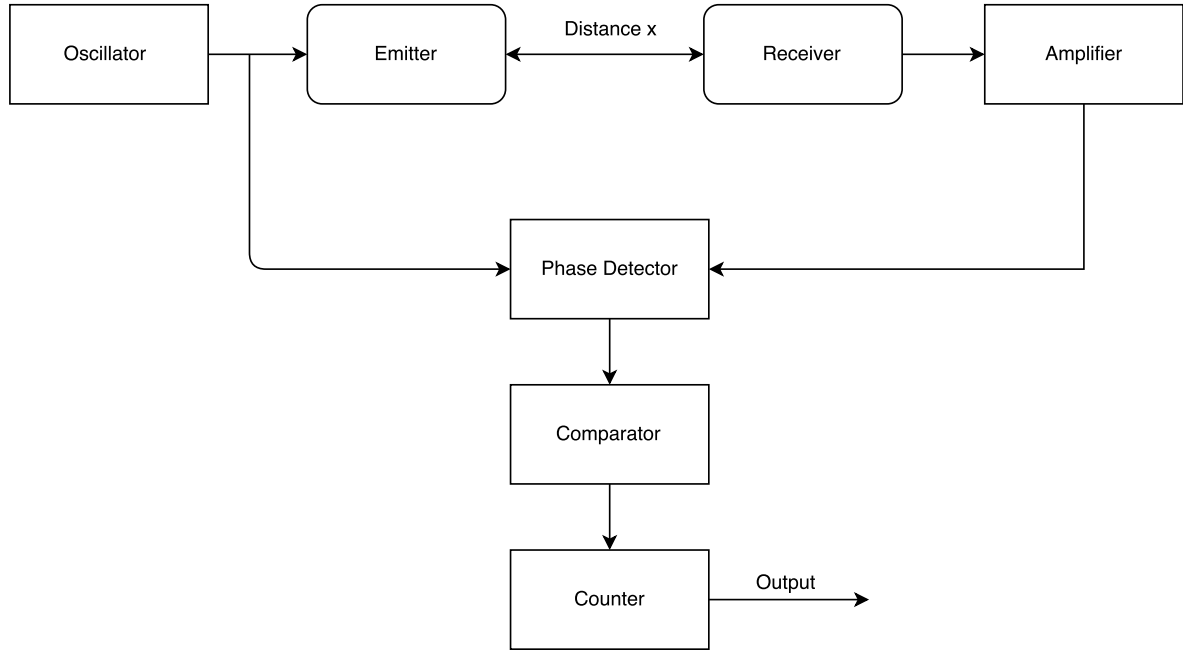 Oscillator
Emitter
Distance x
Receiver
Amplifier
Phase Detector
Comparator
Counter
Output